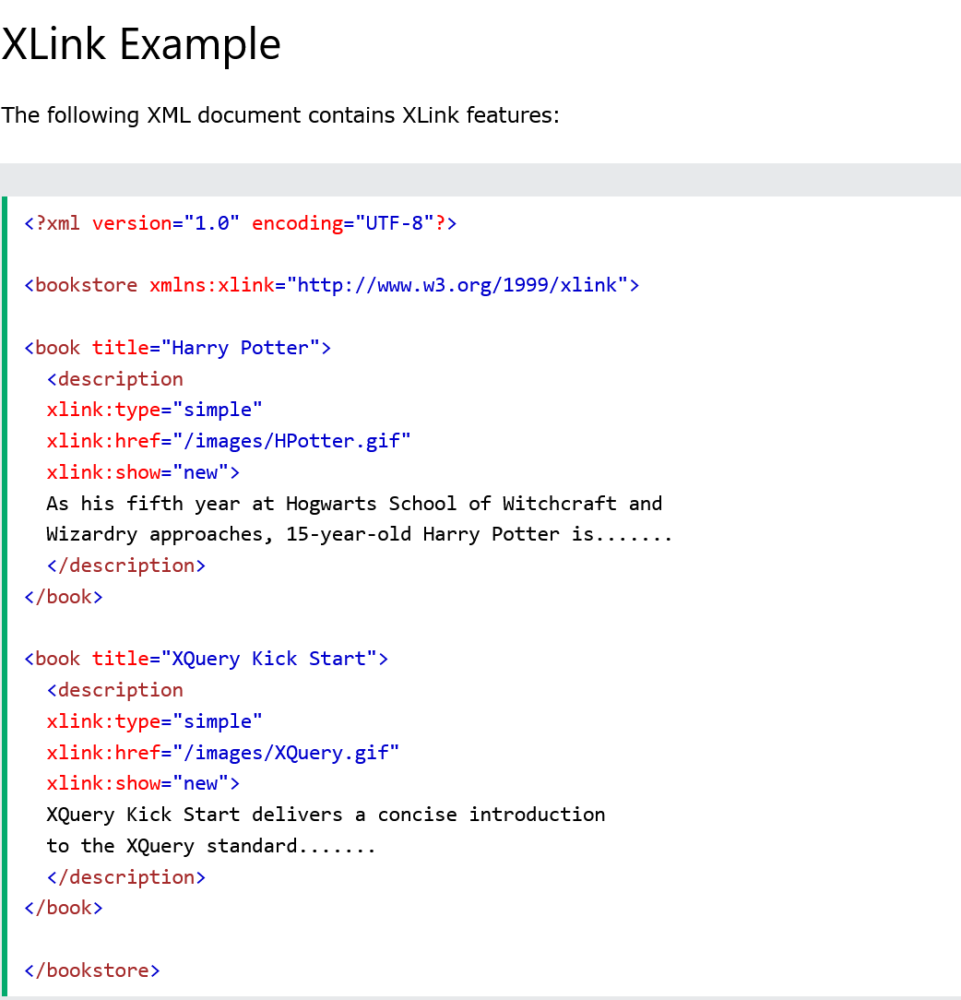 XLink Example
The following XML document contains XLink features:
<?xml version="1.0" encoding="UTF-8"?>
<bookstore xmlns:xlink="http://www.w3.org/1999/xlink">
<book title="Harry Potter">
  <description
  xlink:type="simple"
  xlink:href="/images/HPotter.gif"
  xlink:show="new">
  As his fifth year at Hogwarts School of Witchcraft and
  Wizardry approaches, 15-year-old Harry Potter is.......
  </description>
</book>
<book title="XQuery Kick Start">
  <description
  xlink:type="simple"
  xlink:href="/images/XQuery.gif"
  xlink:show="new">
  XQuery Kick Start delivers a concise introduction
  to the XQuery standard.......
  </description>
</book>
</bookstore>